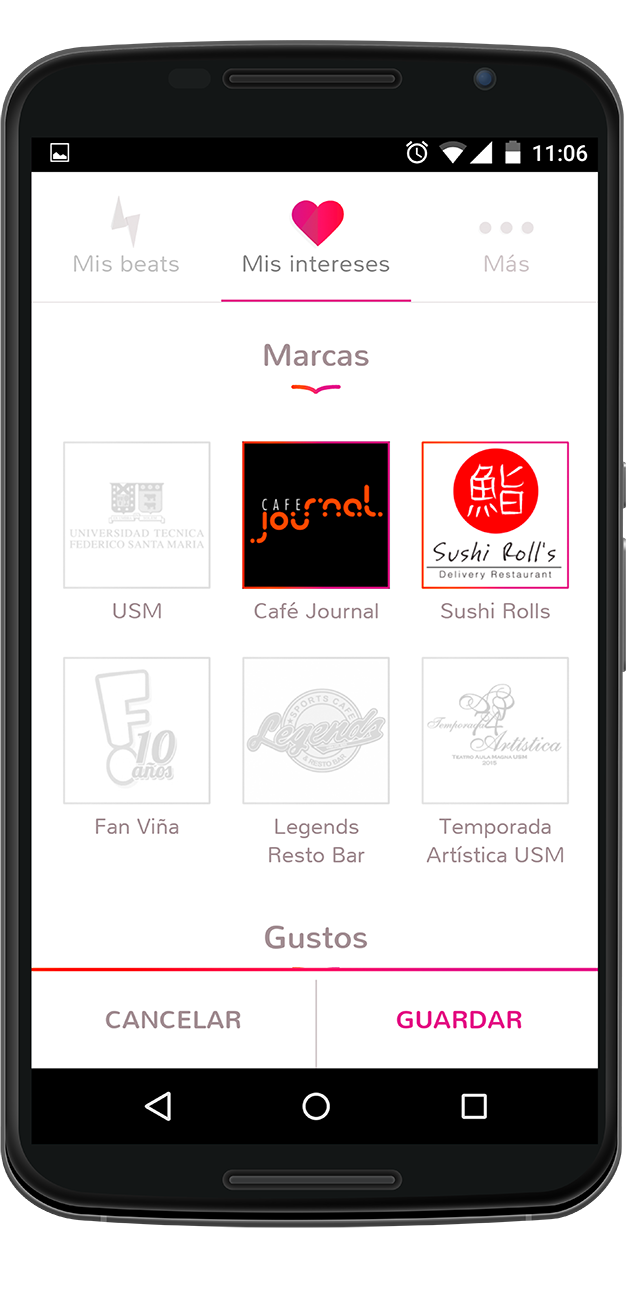 11:06
Mis beats
Mis intereses
Más
Marcas
UNIVERSIDAD TECNICA
FEDERICO SANTA MARIA
CAFE
journal.
鮨
Sushi Roll's
Delivery Restaurant
USM
Café Journal
Sushi Rolls
F!
10
años
SPORTS CAFE
Legends
& RESTO BAR
Temporada
74
Artística
TEATRO AULA MAGNA USM
2015
Fan Viña
Legends
Resto Bar
Temporada
Artística USM
Gustos
CANCELAR
GUARDAR